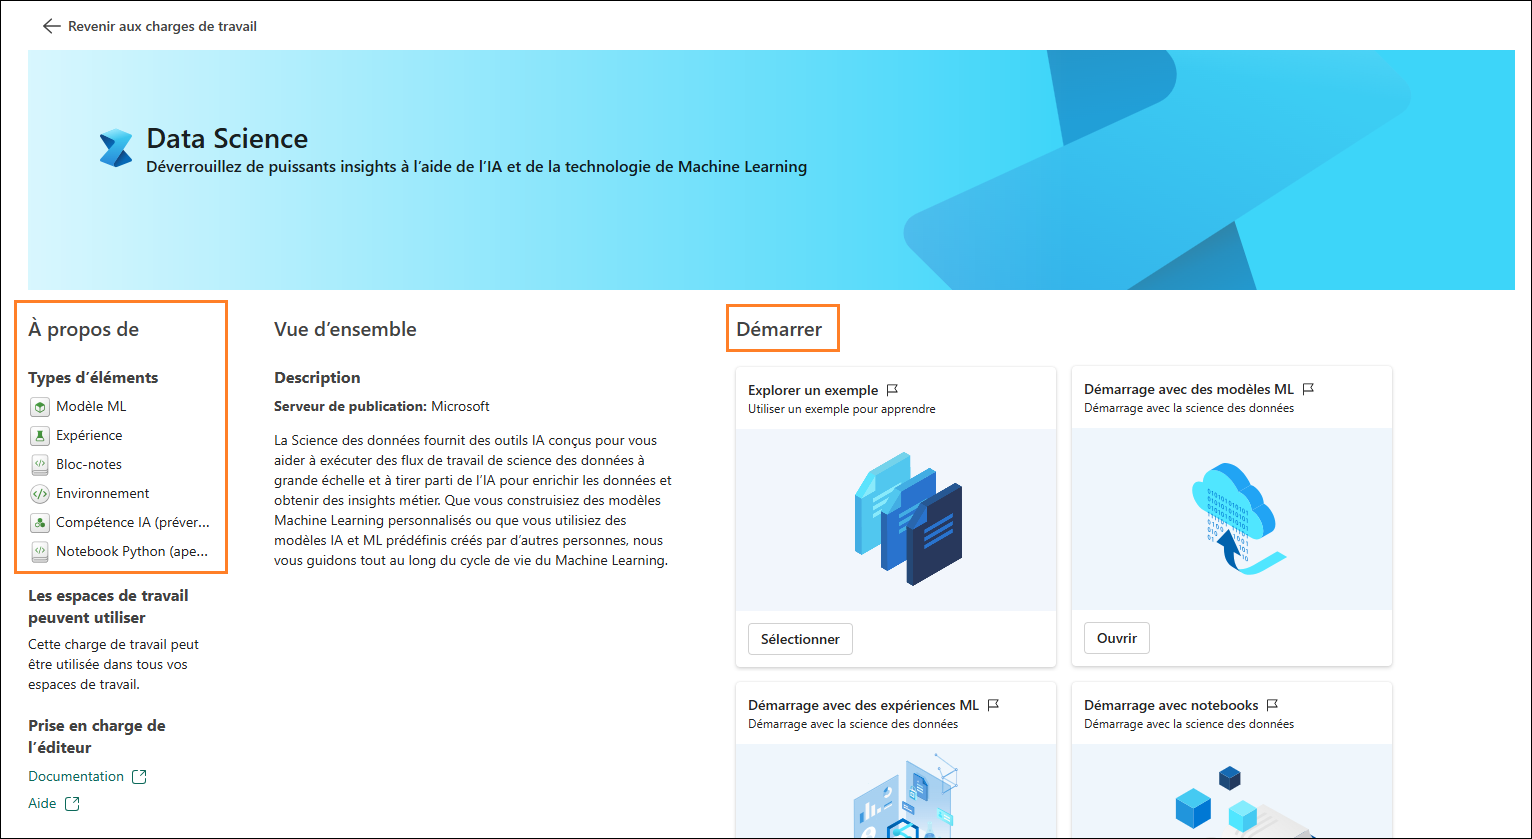 Revenir aux charges de travail
Data Science
Déverrouillez de puissants insights à l’aide de l’IA et de la technologie de Machine Learning
À propos de
Types d’éléments
Modèle ML
Expérience
Bloc-notes
Environnement
Compétence IA (préver...
Notebook Python (ape...
Les espaces de travail
peuvent utiliser
Cette charge de travail peut
être utilisée dans tous vos
espaces de travail.
Prise en charge de
l’éditeur
Documentation
Aide
Vue d’ensemble
Description
Serveur de publication: Microsoft
La Science des données fournit des outils IA conçus pour vous
aider à exécuter des flux de travail de science des données à
grande échelle et à tirer parti de l’IA pour enrichir les données et
obtenir des insights métier. Que vous construisiez des modèles
Machine Learning personnalisés ou que vous utilisiez des
modèles IA et ML prédéfinis créés par d’autres personnes, nous
vous guidons tout au long du cycle de vie du Machine Learning.
Démarrer
Explorer un exemple
Utiliser un exemple pour apprendre
Sélectionner
Démarrage avec des modèles ML
Démarrage avec la science des données
Ouvrir
Démarrage avec des expériences ML
Démarrage avec la science des données
Démarrage avec notebooks
Démarrage avec la science des données